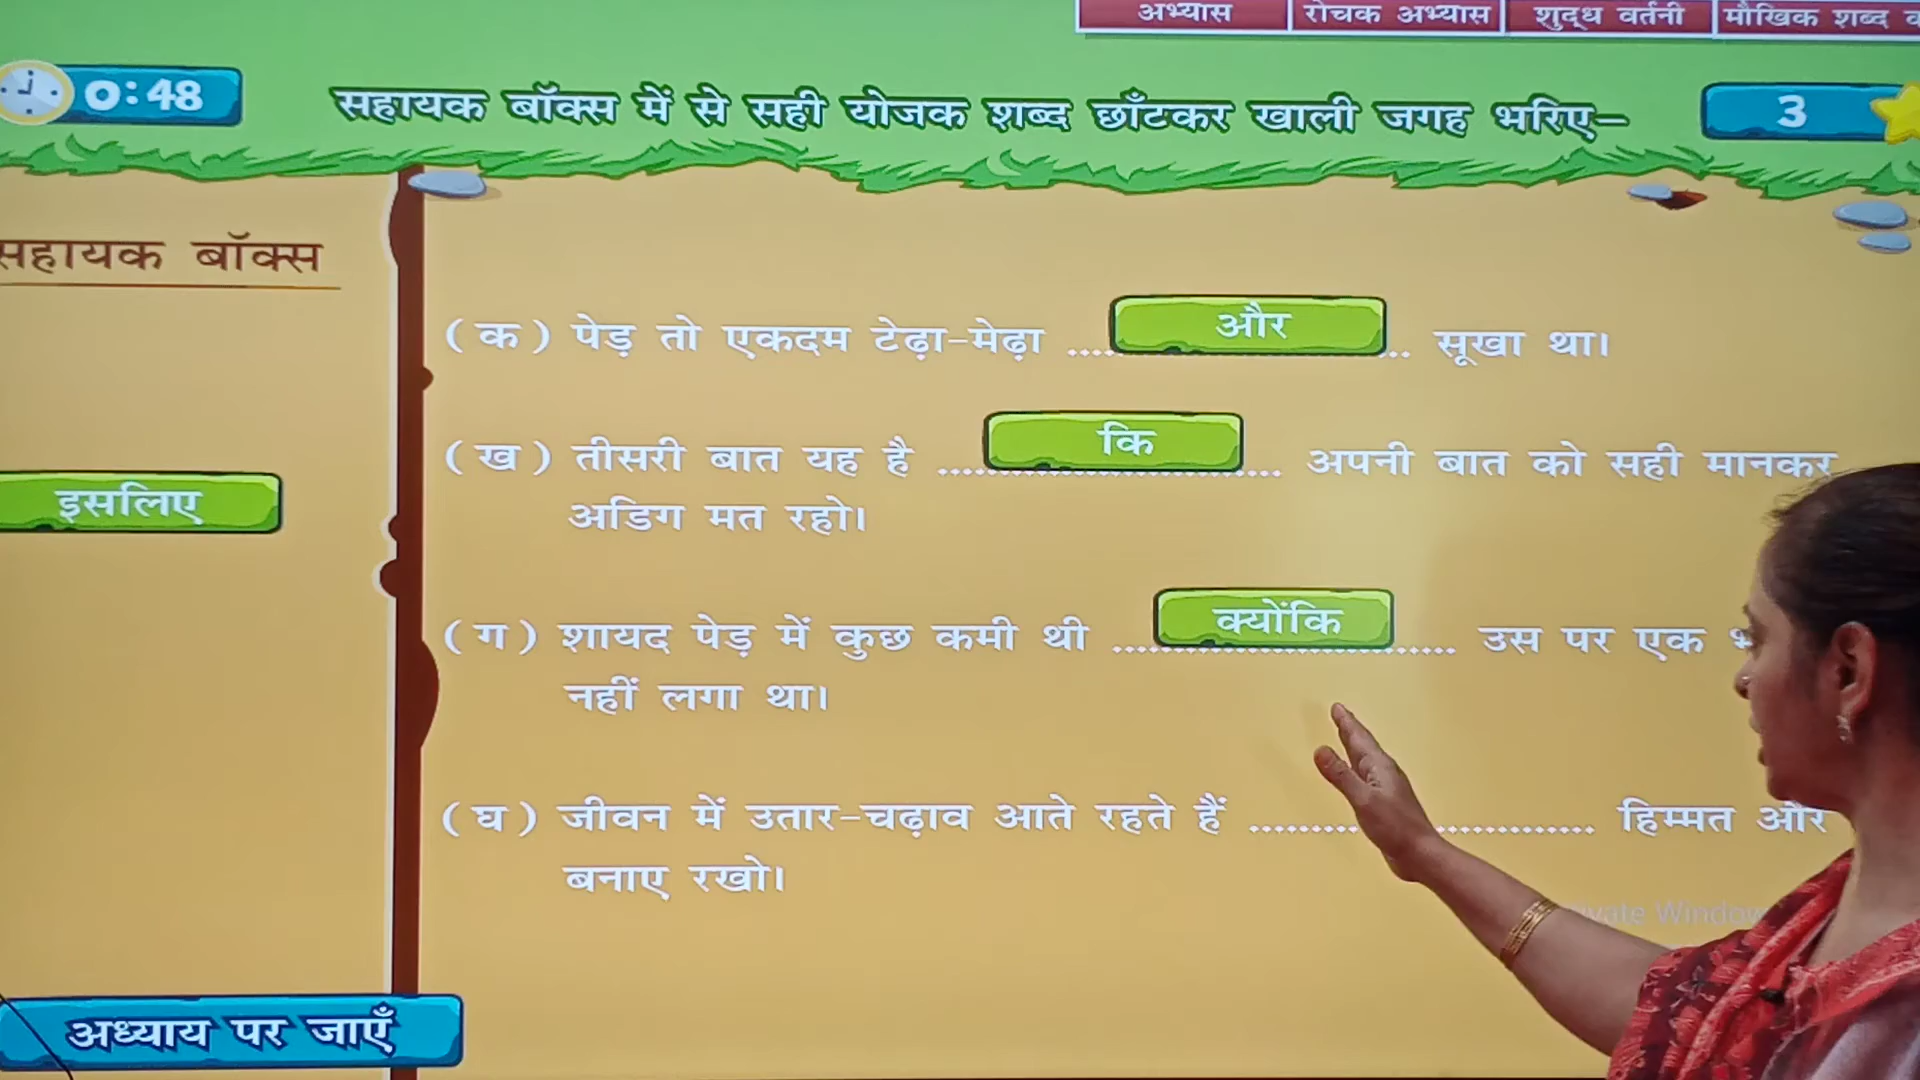 अभ्यास
रोचक अभ्यास
शुद्ध वर्तनी
मौखिक शब्द
0:48
सहायक बॉक्स में से सही योजक शब्द छाँटकर खाली जगह भरिए–
3
सहायक बॉक्स
इसलिए
(क) पेड़ तो एकदम टेढ़ा-मेढ़ा ..... और ..... सूखा था।
(ख) तीसरी बात यह है ..... कि ..... अपनी बात को सही मानकर
अडिग मत रहो।
(ग) शायद पेड़ में कुछ कमी थी ..... क्योंकि ..... उस पर एक
नहीं लगा था।
(घ) जीवन में उतार-चढ़ाव आते रहते हैं .................... हिम्मत और
बनाए रखो।
अध्याय पर जाएँ